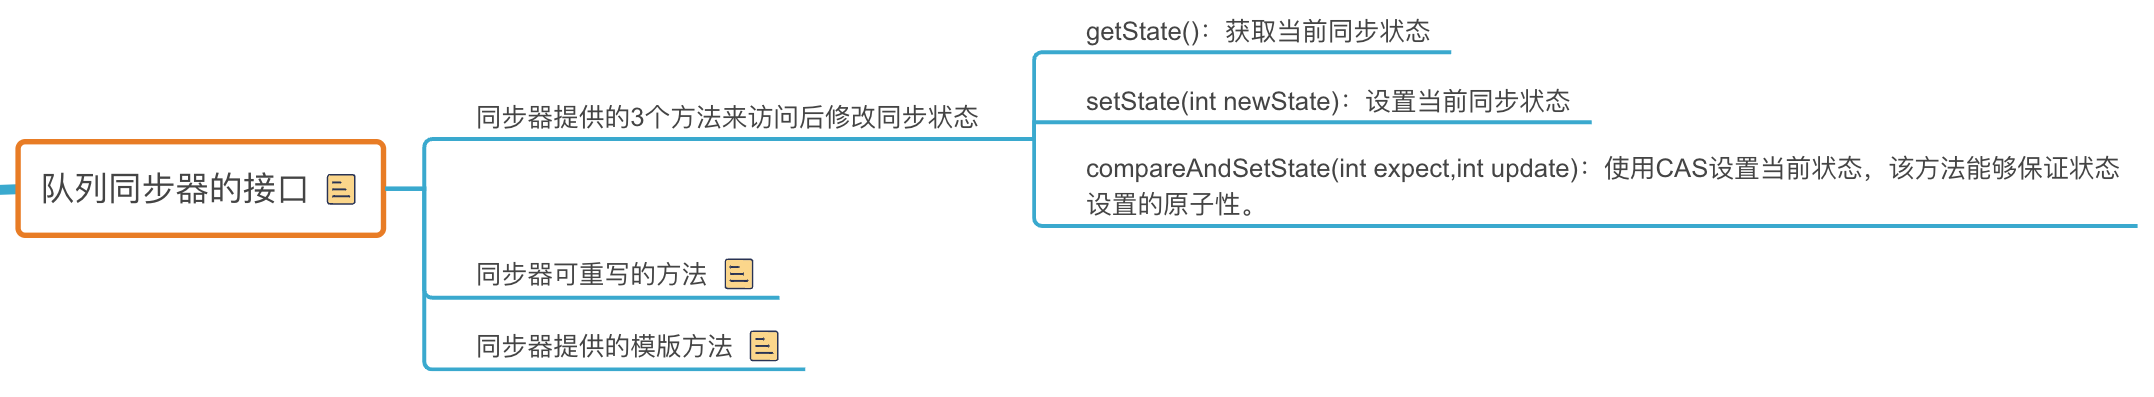 队列同步器的接口
同步器提供的3个方法来访问后修改同步状态
getState()：获取当前同步状态
setState(int newState)：设置当前同步状态
compareAndSetState(int expect,int update)：使用CAS设置当前状态，该方法能够保证状态
设置的原子性。
同步器可重写的方法
同步器提供的模版方法